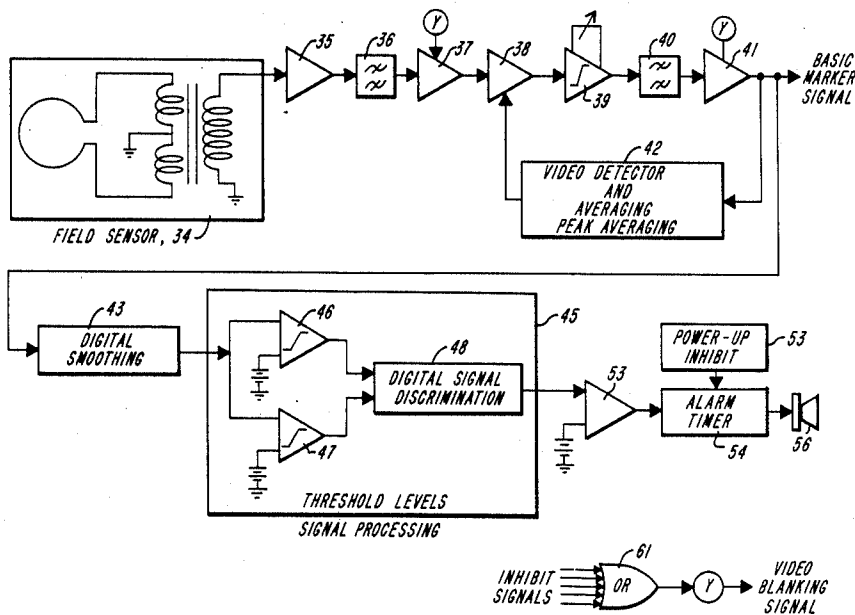 35
36
Y
37
38
39
40
Y
41
BASIC
MARKER
SIGNAL
42
VIDEO DETECTOR
AND
AVERAGING
PEAK AVERAGING
FIELD SENSOR, 34
43
DIGITAL
SMOOTHING
46
45
48
DIGITAL SIGNAL
DISCRIMINATION
47
THRESHOLD LEVELS
SIGNAL PROCESSING
53
POWER-UP
INHIBIT
53
ALARM
TIMER
54
56
INHIBIT
SIGNALS
61
OR
Y
VIDEO
BLANKING
SIGNAL